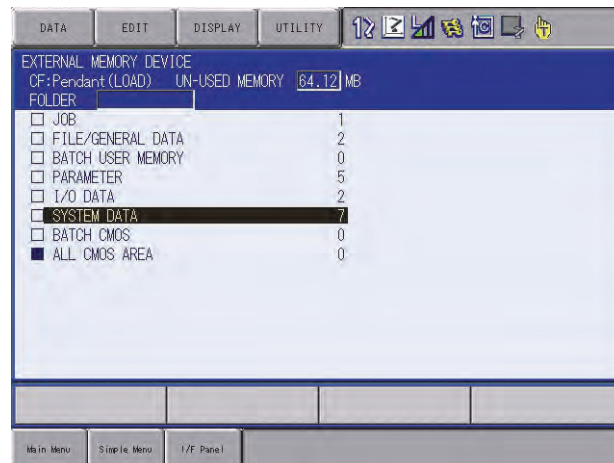 DATA EDIT DISPLAY UTILITY
EXTERNAL MEMORY DEVICE
CF:Pendant(LOAD) UN-USED MEMORY 64.12 MB
FOLDER
JOB 1
FILE/GENERAL DATA 2
BATCH USER MEMORY 0
PARAMETER 5
I/O DATA 2
SYSTEM DATA 7
BATCH CMOS 0
ALL CMOS AREA 0
Main Menu Simple Menu I/F Panel